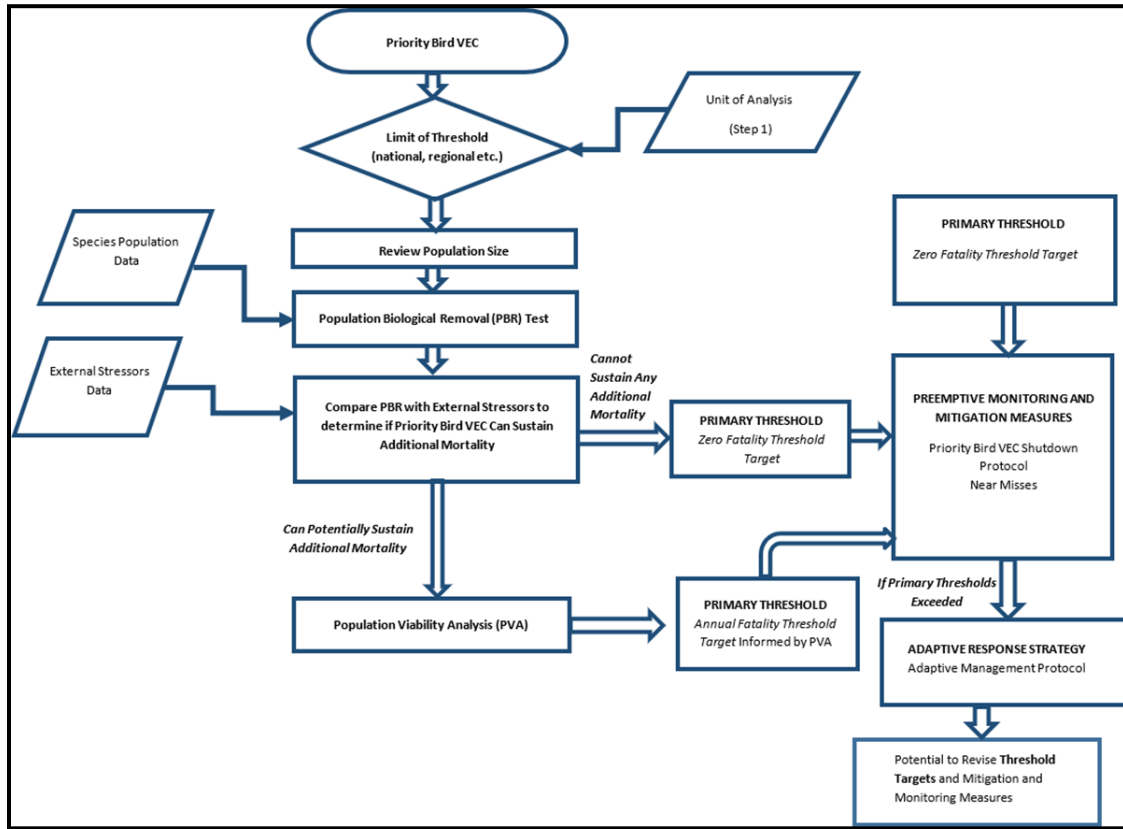 Priority Bird VEC
Unit of Analysis
(Step 1)
Limit of Threshold
(national, regional etc.)
PRIMARY THRESHOLD
Zero Fatality Threshold Target
Species Population
Data
Review Population Size
Population Biological Removal (PBR) Test
External Stressors
Data
Compare PBR with External Stressors to
determine if Priority Bird VEC Can Sustain
Additional Mortality
Cannot
Sustain Any
Additional
Mortality
PRIMARY THRESHOLD
Zero Fatality Threshold
Target
PREEMPTIVE MONITORING AND
MITIGATION MEASURES
Priority Bird VEC Shutdown
Protocol
Near Misses
Can Potentially Sustain
Additional Mortality
Population Viability Analysis (PVA)
PRIMARY THRESHOLD
Annual Fatality Threshold
Target Informed by PVA
If Primary Thresholds
Exceeded
ADAPTIVE RESPONSE STRATEGY
Adaptive Management Protocol
Potential to Revise Threshold
Targets and Mitigation and
Monitoring Measures